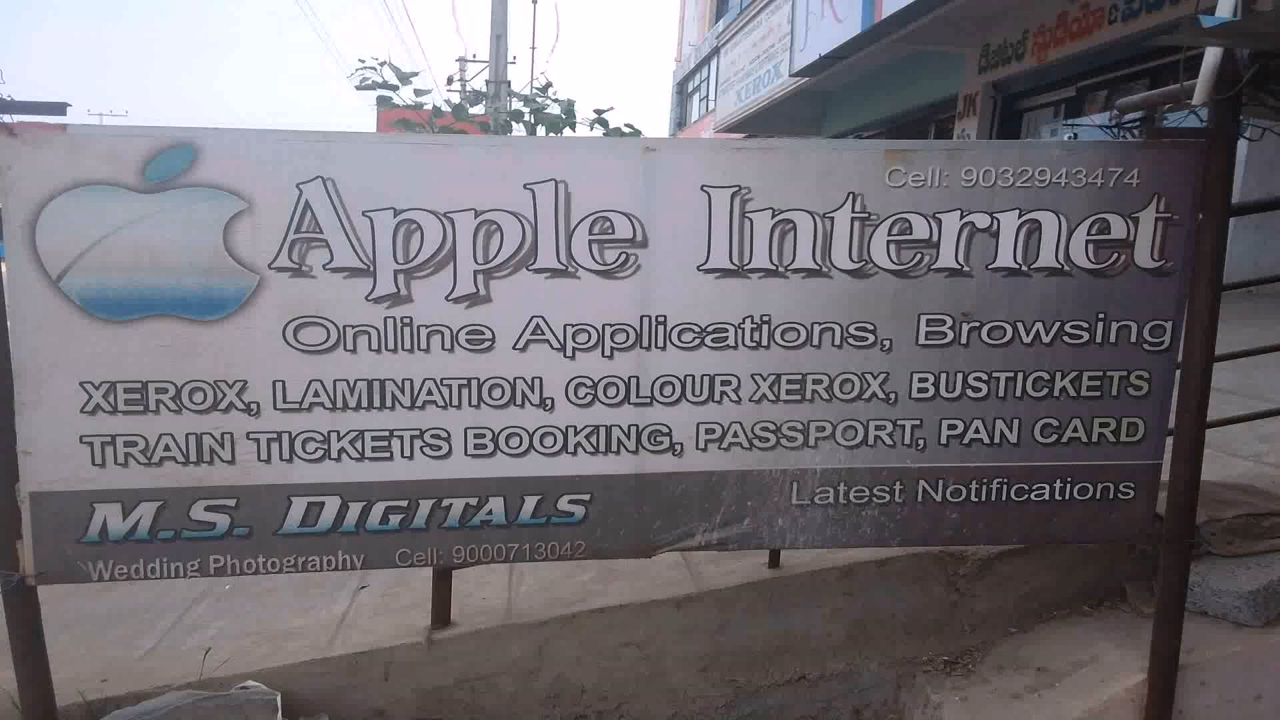 డిజిటల్ స్టూడియో &
XEROX
JK
Cell: 9032943474
Apple Internet
Online Applications, Browsing
XEROX, LAMINATION, COLOUR XEROX, BUSTICKETS
TRAIN TICKETS BOOKING, PASSPORT, PAN CARD
Latest Notifications
M.S. DIGITALS
Wedding Photography Cell: 9000713042